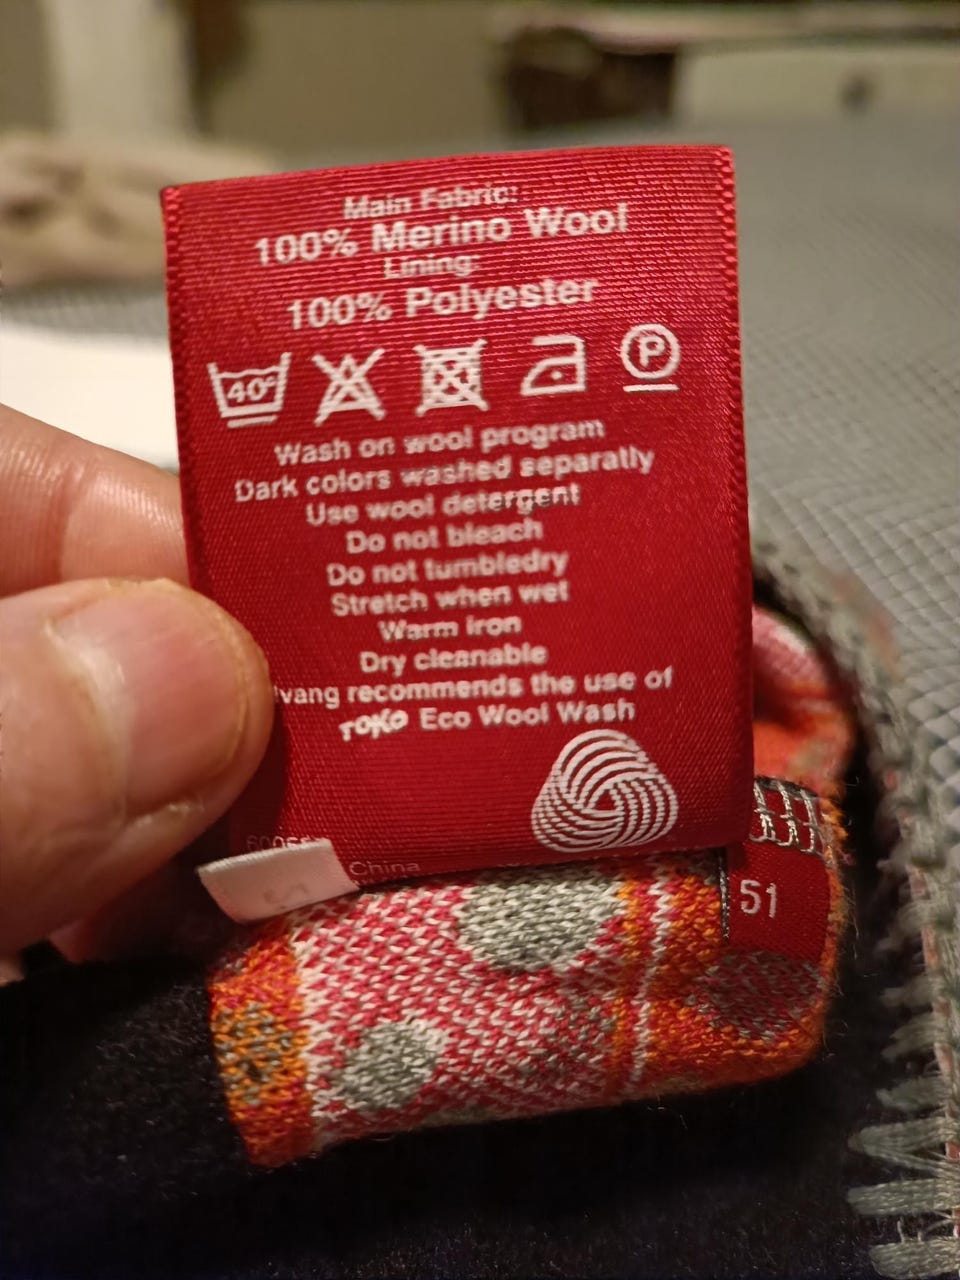 Main Fabric:
100% Merino Wool
Lining:
100% Polyester
40° P
Wash on wool program
Dark colors washed separatly
Use wool detergent
Do not bleach
Do not tumbledry
Stretch when wet
Warm iron
Dry cleanable
recommends the use of
TOKO Eco Wool Wash
China
51